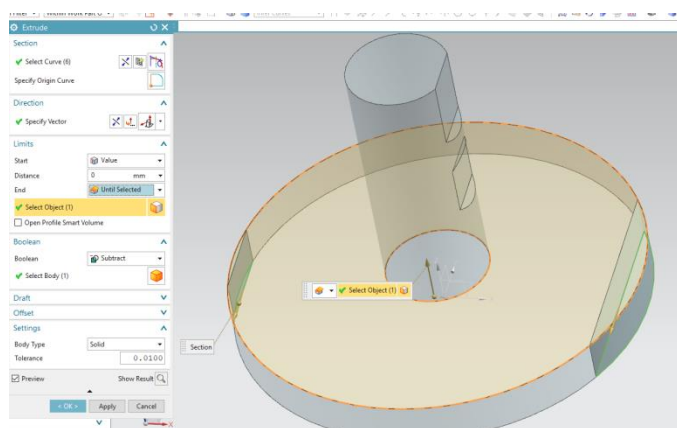 Extrude
Section
Select Curve (6)
Specify Origin Curve
Direction
Specify Vector
Limits
Start Value
Distance 0 mm
End Until Selected
Select Object (1)
Open Profile Smart Volume
Boolean
Boolean Subtract
Select Body (1)
Draft
Offset
Settings
Body Type Solid
Tolerance 0.0100
Preview Show Result
< OK > Apply Cancel
X
Select Object (1)
Section